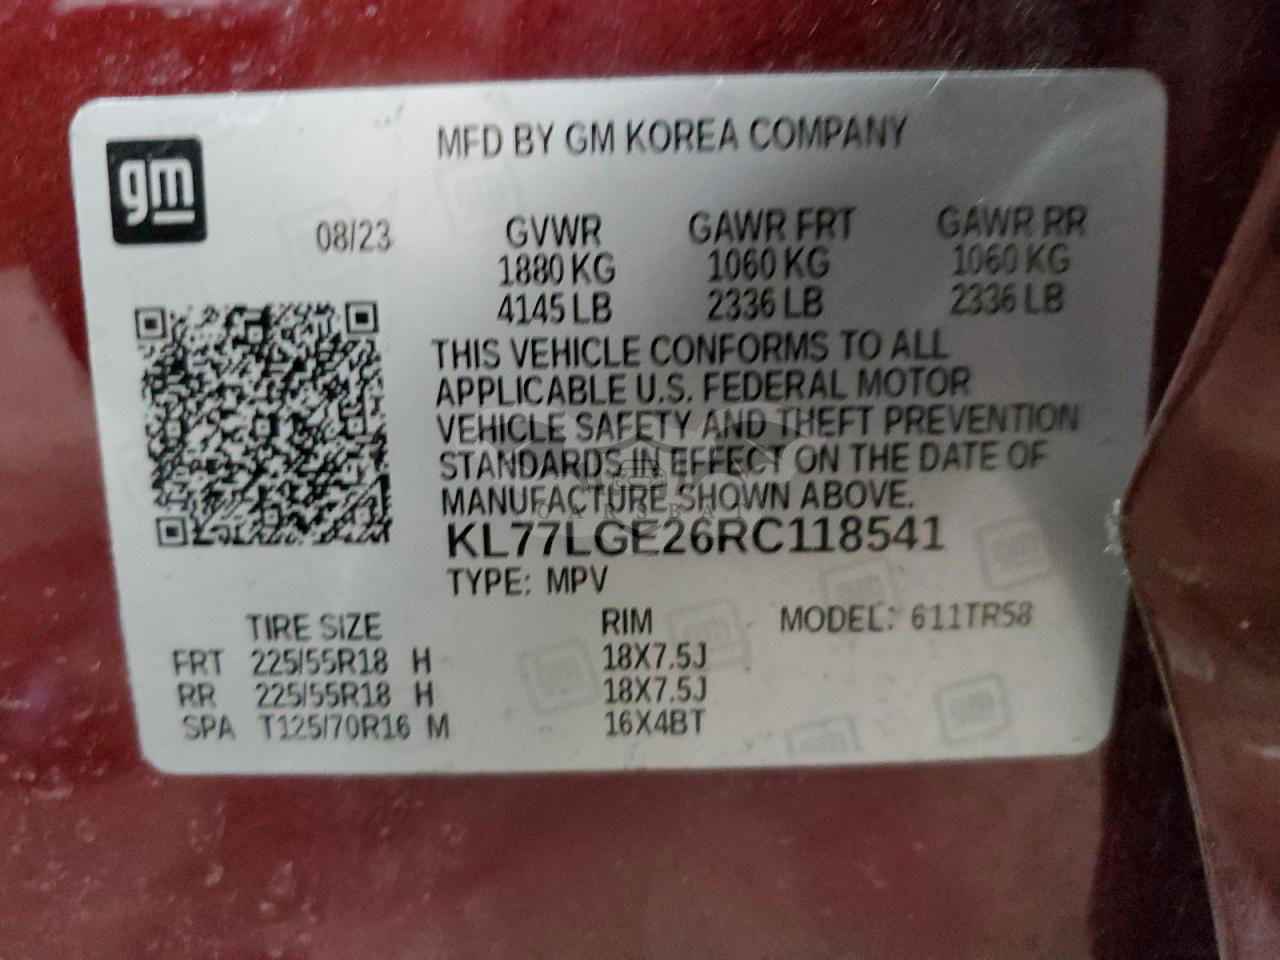 gm
MFD BY GM KOREA COMPANY
08/23 GVWR GAWR FRT GAWR RR
1880 KG 1060 KG 1060 KG
4145 LB 2336 LB 2336 LB
THIS VEHICLE CONFORMS TO ALL
APPLICABLE U.S. FEDERAL MOTOR
VEHICLE SAFETY AND THEFT PREVENTION
STANDARDS IN EFFECT ON THE DATE OF
MANUFACTURE SHOWN ABOVE.
KL77LGE26RC118541
TYPE: MPV
TIRE SIZE RIM MODEL: 611TR58
FRT 225/55R18 H 18X7.5J
RR 225/55R18 H 18X7.5J
SPA T125/70R16 M 16X4BT